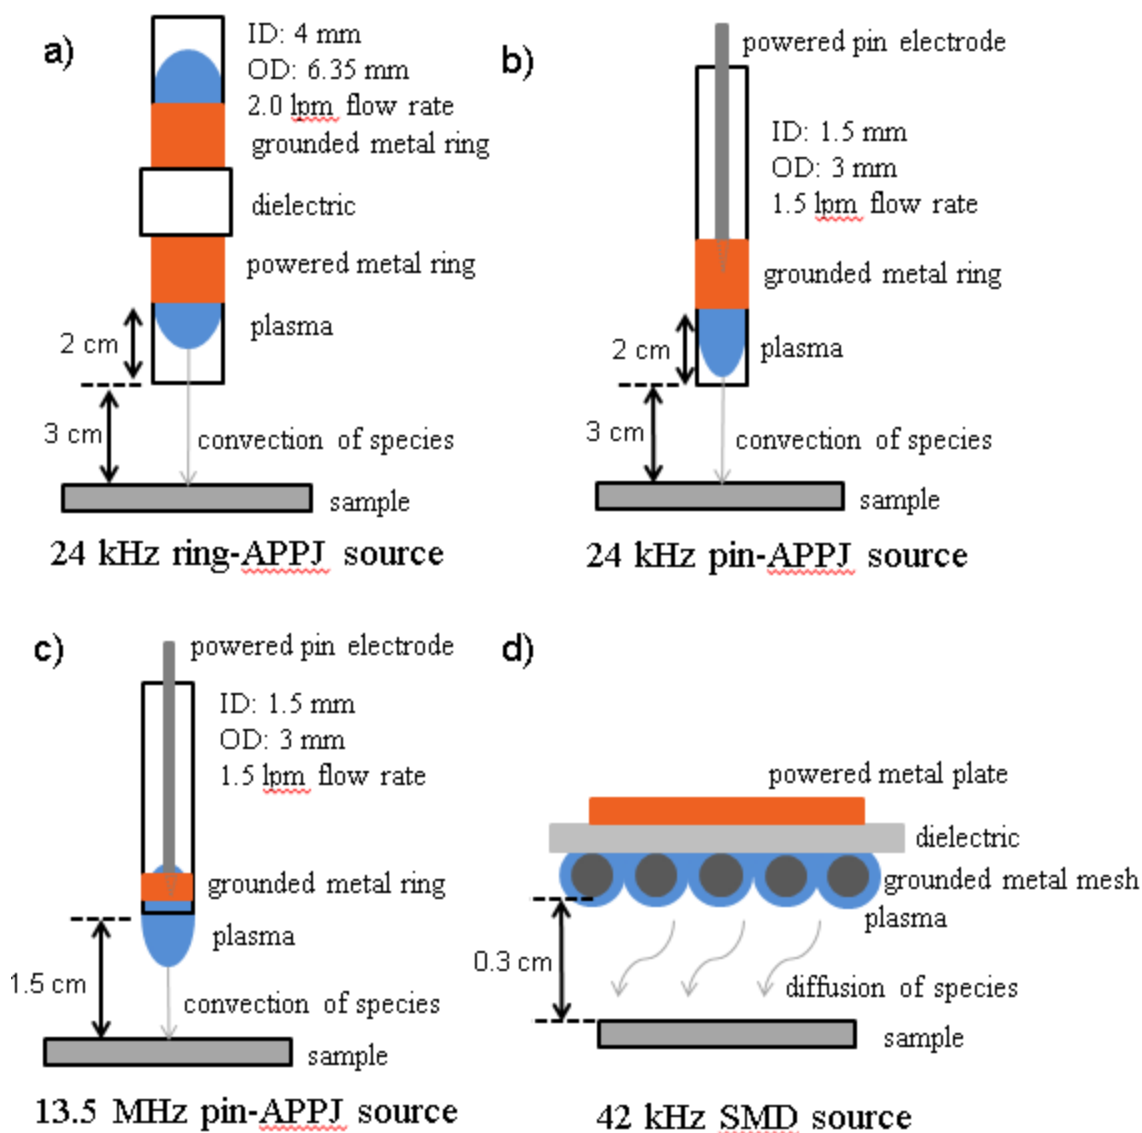 a)
ID: 4 mm
OD: 6.35 mm
2.0 lpm flow rate
grounded metal ring
dielectric
powered metal ring
2 cm
plasma
3 cm
convection of species
sample
24 kHz ring-APPJ source
b)
powered pin electrode
ID: 1.5 mm
OD: 3 mm
1.5 lpm flow rate
grounded metal ring
2 cm
plasma
3 cm
convection of species
sample
24 kHz pin-APPJ source
c)
powered pin electrode
ID: 1.5 mm
OD: 3 mm
1.5 lpm flow rate
grounded metal ring
plasma
1.5 cm
convection of species
sample
13.5 MHz pin-APPJ source
d)
powered metal plate
dielectric
grounded metal mesh
plasma
0.3 cm
diffusion of species
sample
42 kHz SMD source